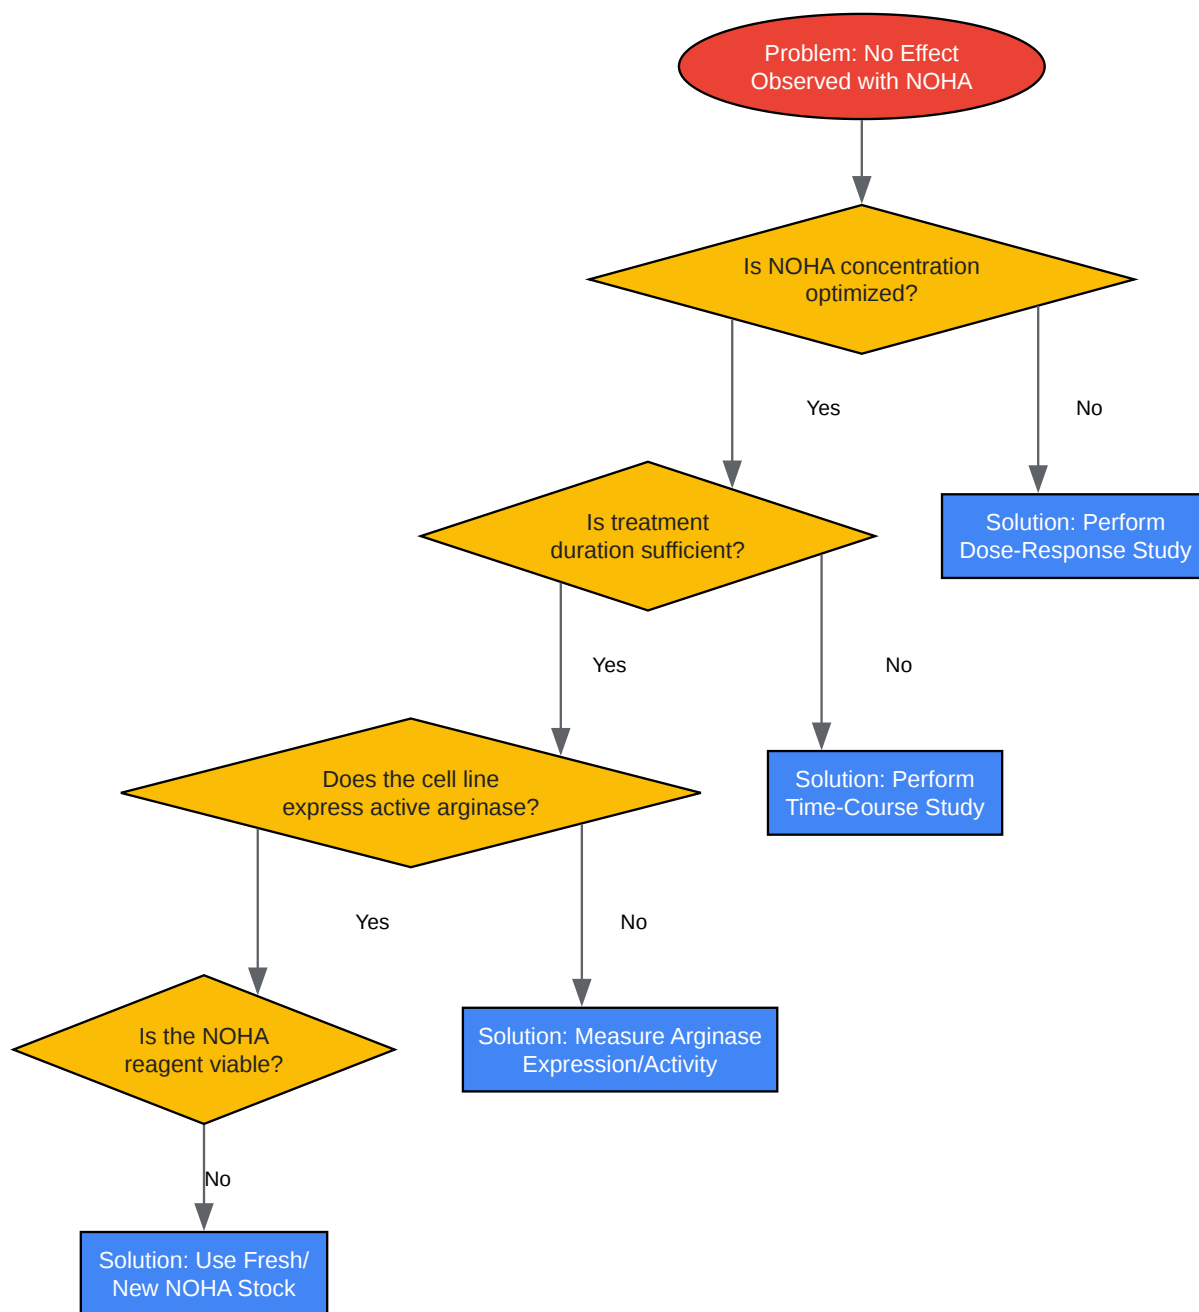 Problem: No Effect
Observed with NOHA
Is NOHA concentration
optimized?
Yes
No
Is treatment
duration sufficient?
Solution: Perform
Dose-Response Study
Yes
No
Does the cell line
express active arginase?
Solution: Perform
Time-Course Study
Yes
No
Is the NOHA
reagent viable?
Solution: Measure Arginase
Expression/Activity
No
Solution: Use Fresh/
New NOHA Stock